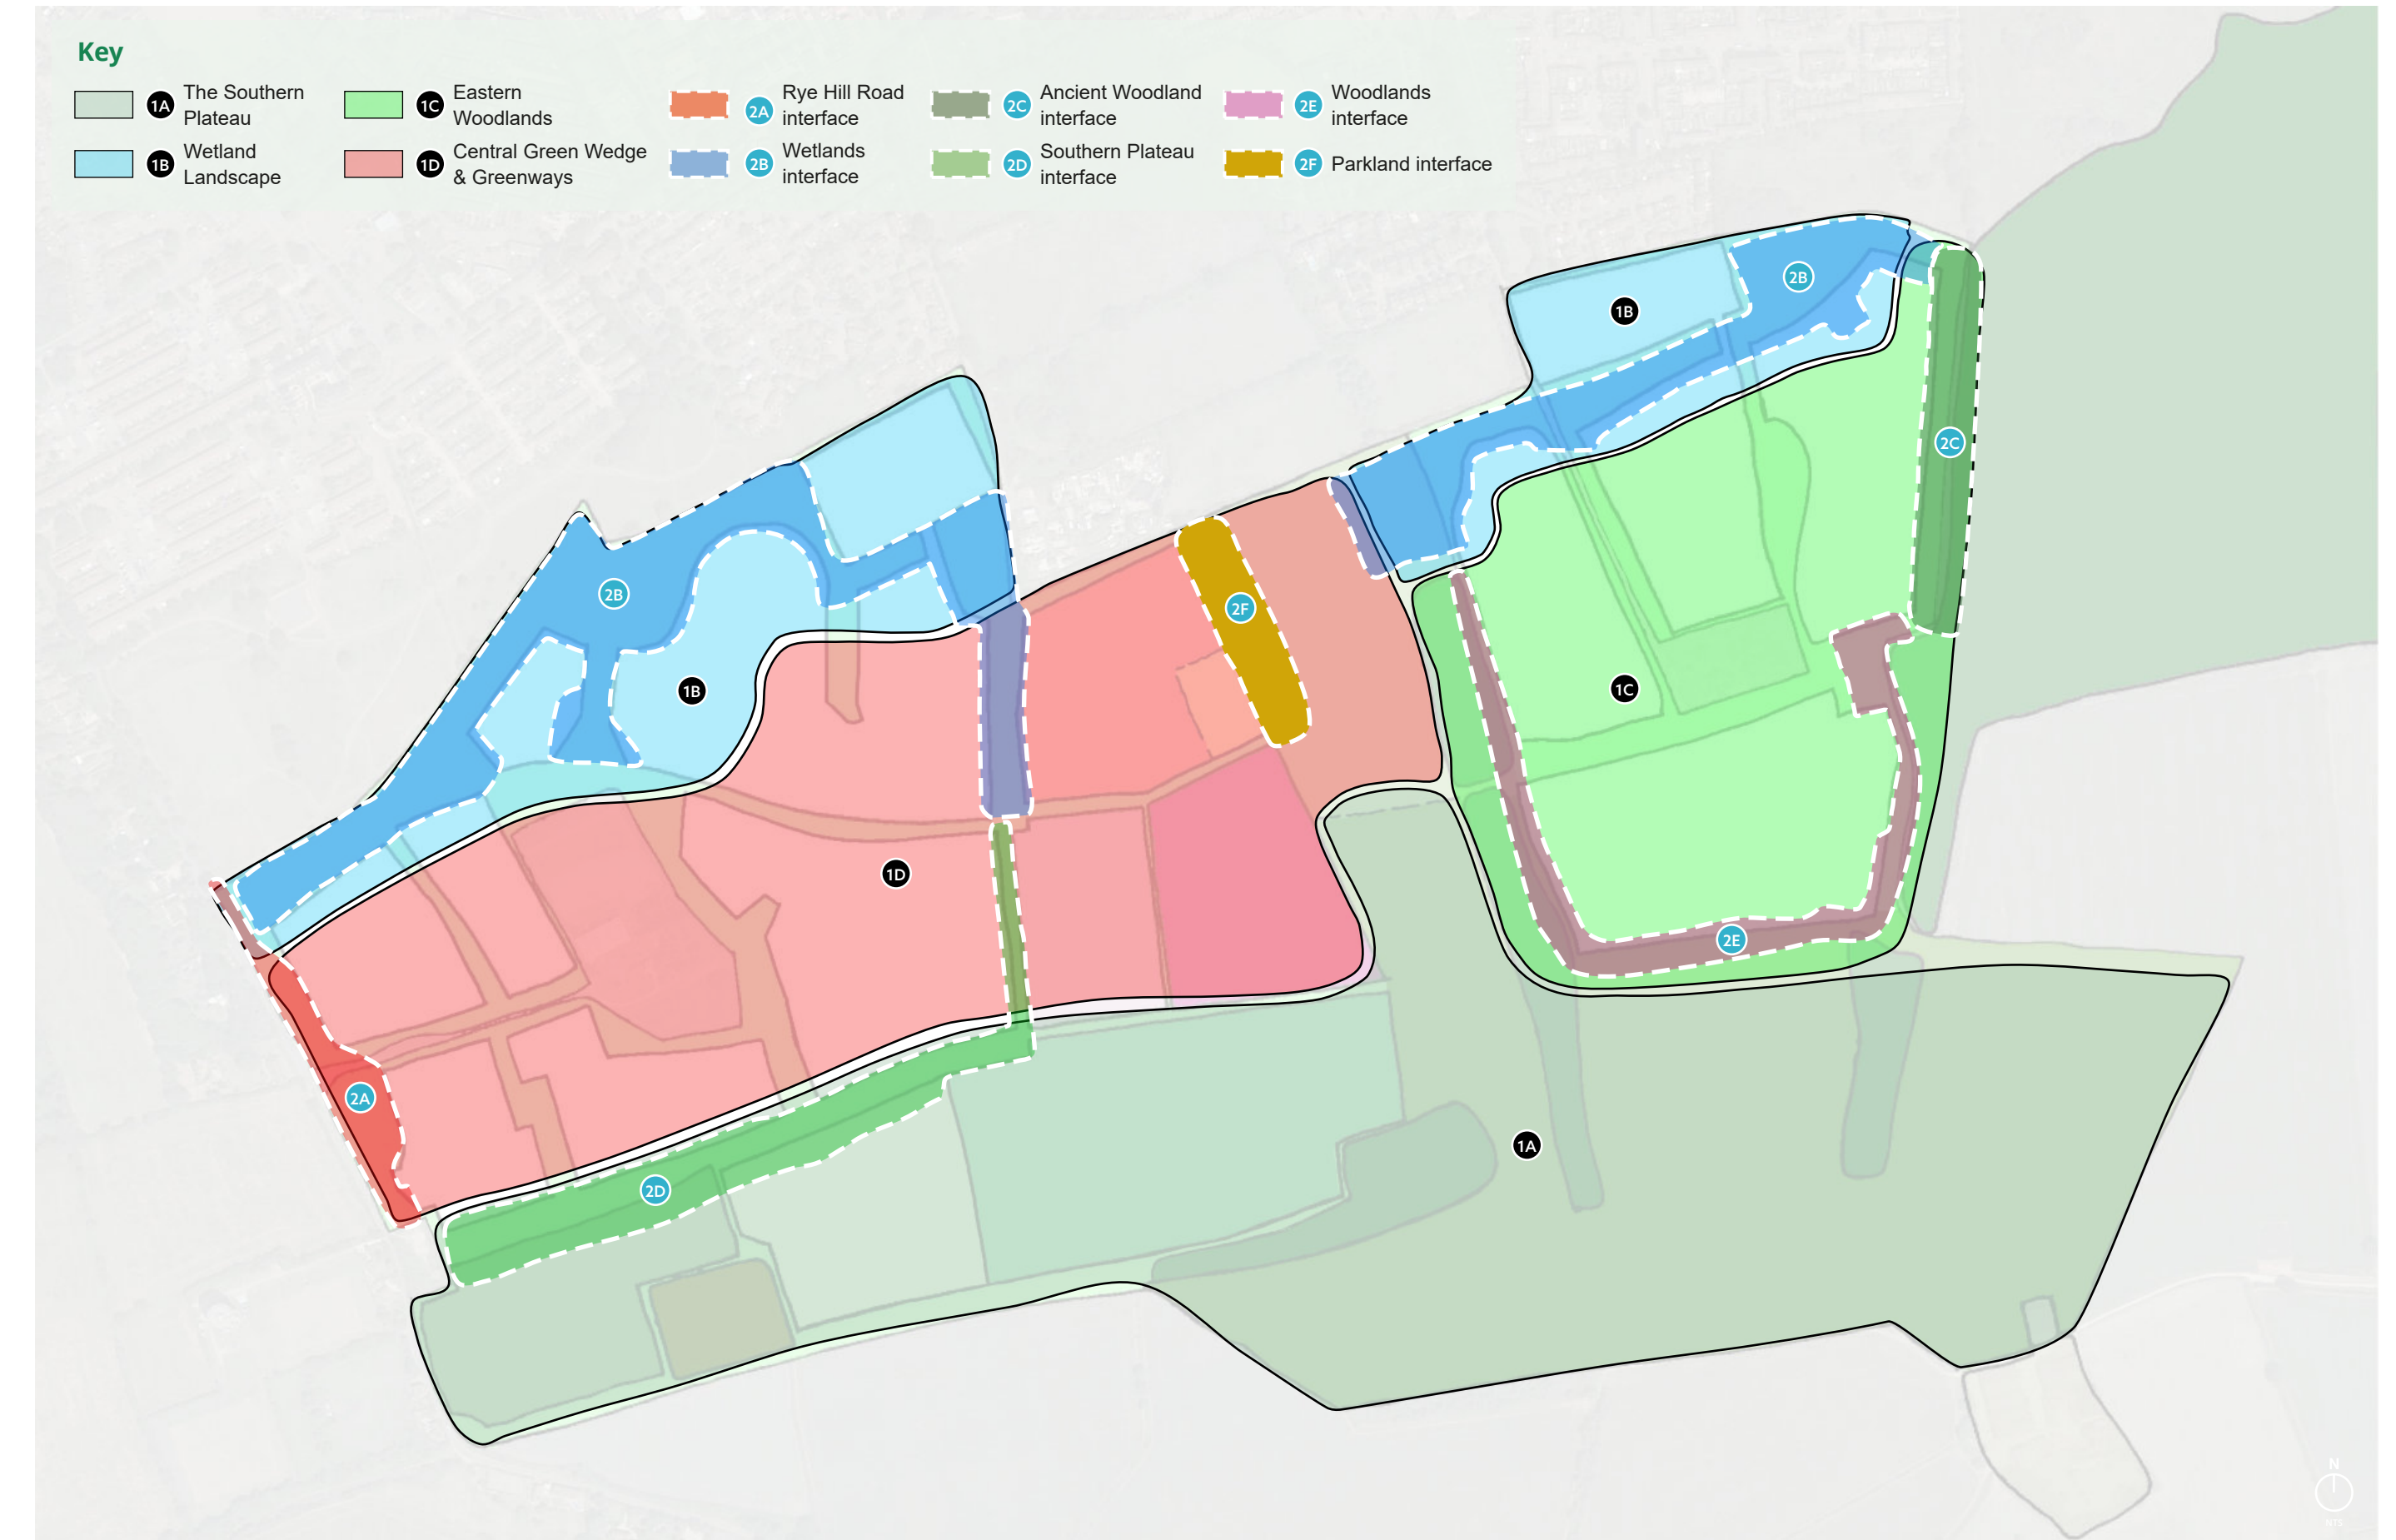 Key
1A The Southern
Plateau
1B Wetland
Landscape
1C Eastern
Woodlands
1D Central Green Wedge
& Greenways
2A Rye Hill Road
interface
2B Wetlands
interface
2C Ancient Woodland
interface
2D Southern Plateau
interface
2E Woodlands
interface
2F Parkland interface
2B
1B
2C
2B
2F
1B
1C
1D
2E
2A
1A
2D
N
NTS